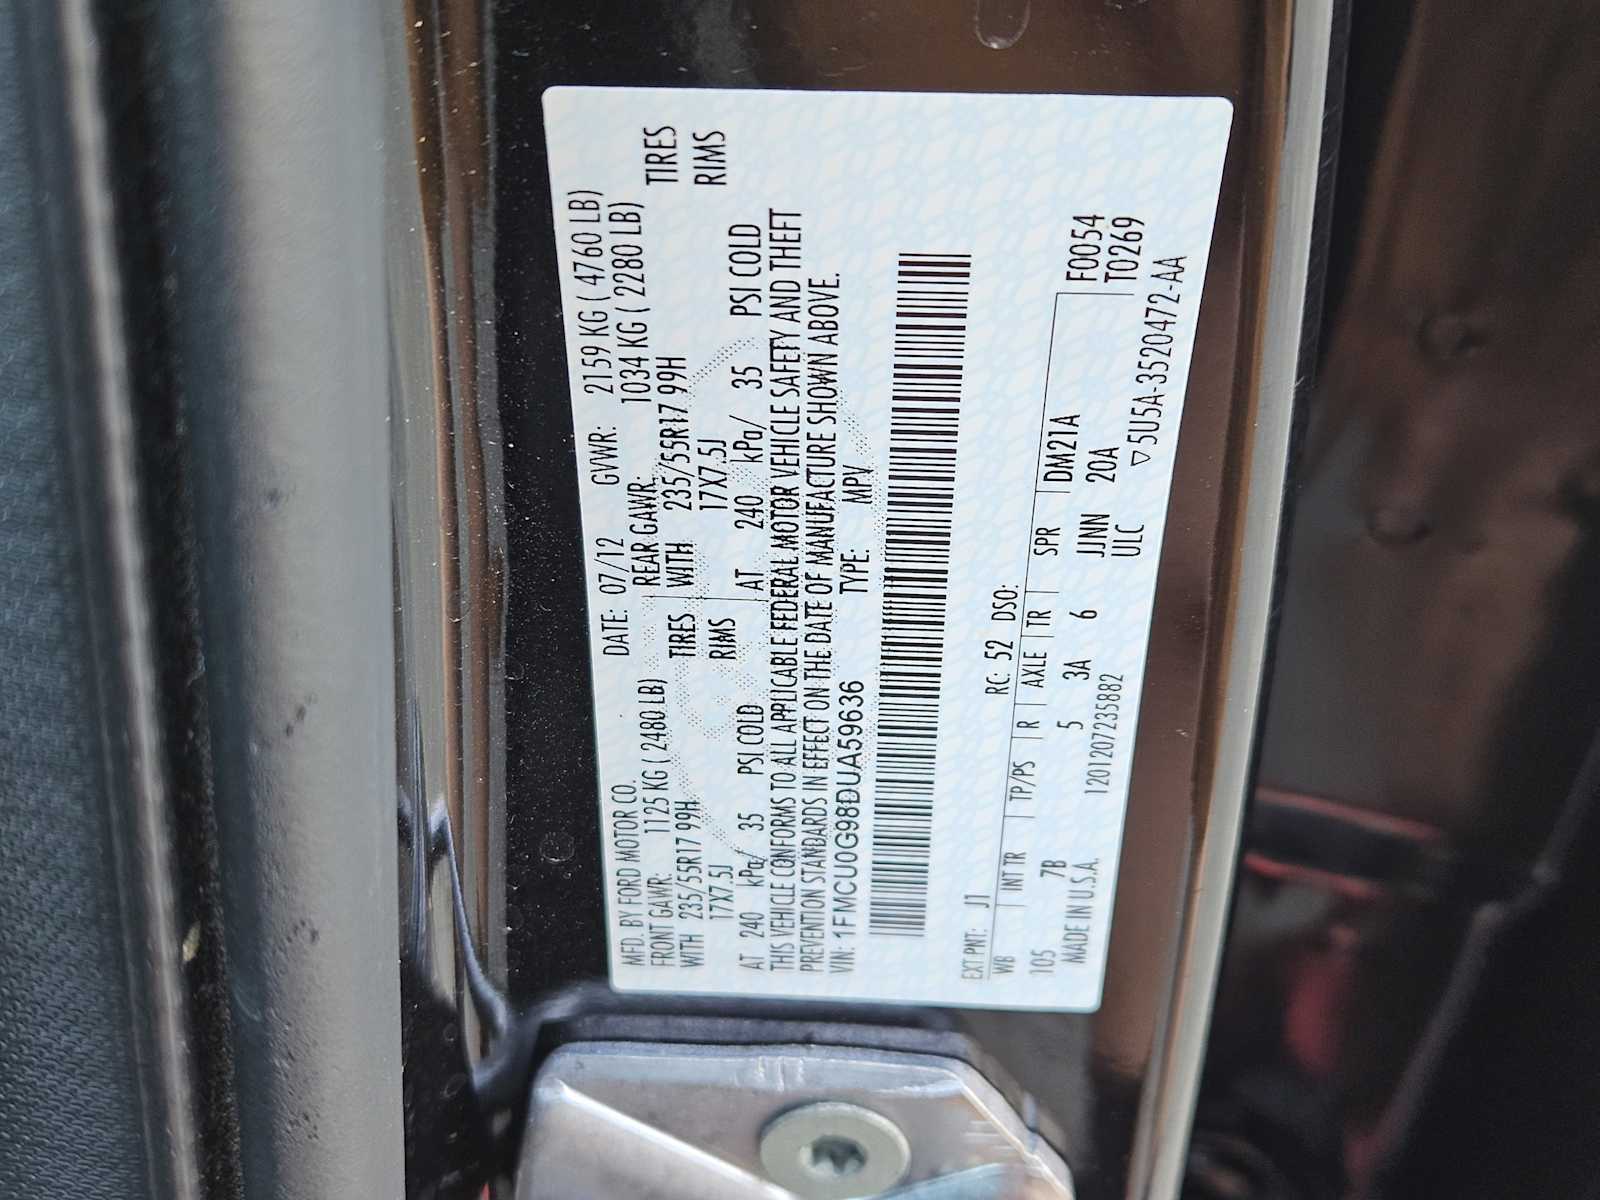 MFD. BY FORD MOTOR CO. DATE: 07/12 GVWR: 2159 KG ( 4760 LB)
FRONT GAWR: 1125 KG ( 2480 LB) REAR GAWR: 1034 KG ( 2280 LB)
WITH 235/55R17 99H TIRES WITH 235/55R17 99H TIRES
17X7.5J RIMS 17X7.5J RIMS
AT 240 kPa/ 35 PSI COLD AT 240 kPa/ 35 PSI COLD
THIS VEHICLE CONFORMS TO ALL APPLICABLE FEDERAL MOTOR VEHICLE SAFETY AND THEFT
PREVENTION STANDARDS IN EFFECT ON THE DATE OF MANUFACTURE SHOWN ABOVE.
VIN: 1FMCU0G98DUA59636 TYPE: MPV
EXT PNT: J1 RC: 52 DSO: F0054
WB INT TR TP/PS R AXLE TR SPR DM21A T0269
105 7B 5 3A 6 JJNN 20A
MADE IN U.S.A. 1201207235882 ULC ▽5U5A-3520472-AA